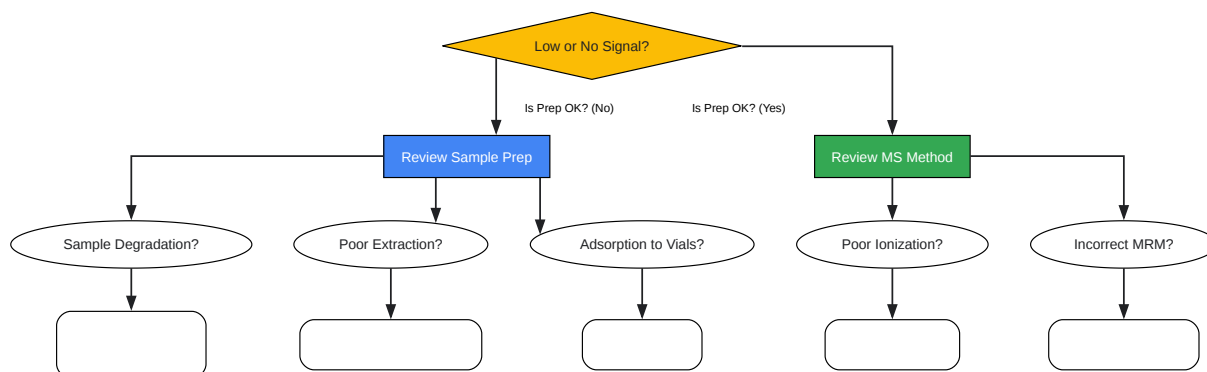 Low or No Signal?
Is Prep OK? (No)
Is Prep OK? (Yes)
Review Sample Prep
Review MS Method
Sample Degradation?
Poor Extraction?
Adsorption to Vials?
Poor Ionization?
Incorrect MRM?